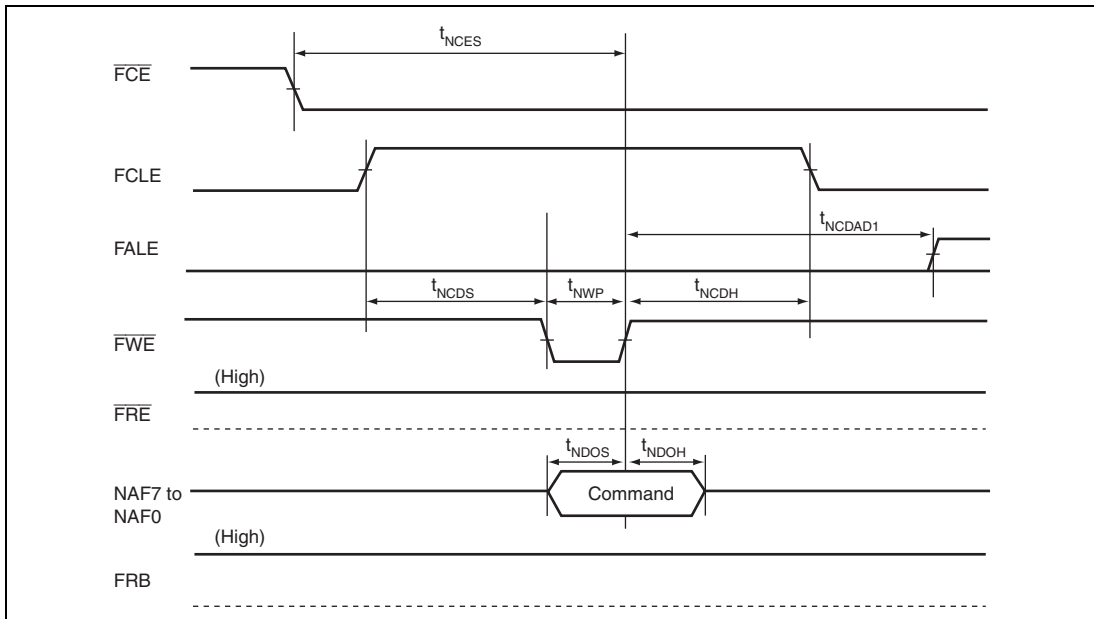 tNCES
FCE
FCLE
tNCDAD1
FALE
tNCDS
tNWP
tNCDH
FWE
(High)
FRE
tNDOS
tNDOH
NAF7 to
NAF0
Command
(High)
FRB